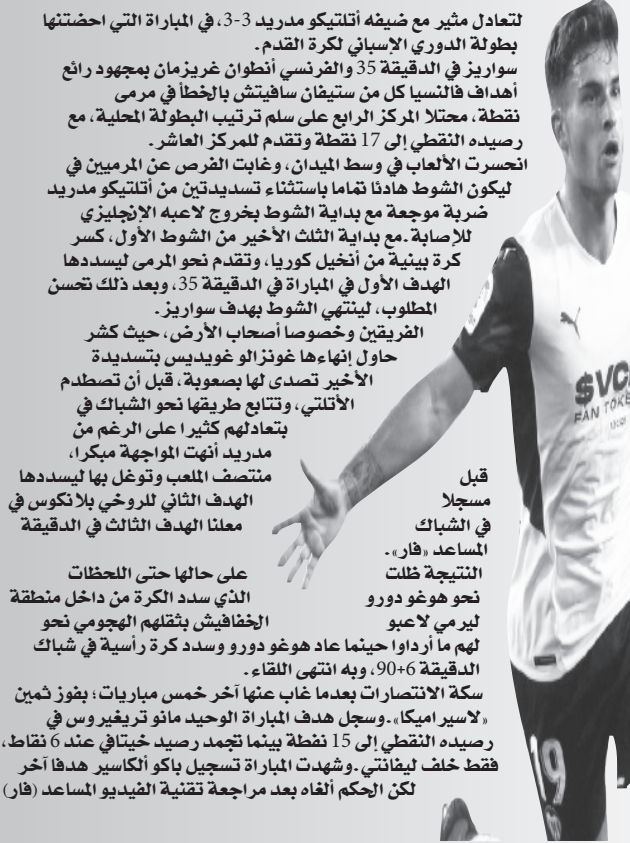 لتعادل مثير مع ضيفه أتلتيكو مدريد 3-3، في المباراة التي احضتنها
بطولة الدوري الإسباني لكرة القدم.
سواريز في الدقيقة 35 والفرنسي أنطوان غريزمان بمجهود رائع
أهداف فالنسيا كل من ستيفان سافيتش بالخطأ في مرمى
نقطة، محتلا المركز الرابع على سلم ترتيب البطولة المحلية، مع
رصيده النقطي إلى 17 نقطة وتقدم للمركز العاشر.
انحسرت الألعاب في وسط الميدان، وغابت الفرص عن المرميين في
ليكون الشوط هادئا تماما باستثناء تسديدتين من أتلتيكو مدريد
ضربة موجعة مع بداية الشوط بخروج لاعبه الإنجليزي
للإصابة.مع بداية الثلث الأخير من الشوط الأول، كسر
كرة بينية من أنخيل كوريا، وتقدم نحو المرمى ليسددها
الهدف الأول في المباراة في الدقيقة 35، وبعد ذلك تحسن
المطلوب، لينتهي الشوط بهدف سواريز.
الفريقين وخصوصا أصحاب الأرض، حيث كشر
حاول إنهاءها غونزالو غويديس بتسديدة
الأخير تصدى لها بصعوبة، قبل أن تصطدم
الأتلتي، وتتابع طريقها نحو الشباك في
بتعادلهم كثيرا على الرغم من
مدريد أنهت المواجهة مبكرا،
قبل منتصف الملعب وتوغل بها ليسددها
مسجلا الهدف الثاني للروخي بلانكوس في
في الشباك معلنا الهدف الثالث في الدقيقة
المساعد «فار».
النتيجة ظلت على حالها حتى اللحظات
نحو هوغو دورو الذي سدد الكرة من داخل منطقة
ليرمي لاعبو الخفافيش بثقلهم الهجومي نحو
لهم ما أرداوا حينما عاد هوغو دورو وسدد كرة رأسية في شباك
الدقيقة 6+90، وبه انتهى اللقاء.
سكة الانتصارات بعدما غاب عنها آخر خمس مباريات؛ بفوز ثمين
«لاسيراميكا».وسجل هدف المباراة الوحيد مانو تريغيروس في
رصيده النقطي إلى 15 نفطة بينما تجمد رصيد خيتافي عند 6 نقاط،
فقط خلف ليفانتي.وشهدت المباراة تسجيل باكو ألكاسير هدفا آخر
لكن الحكم ألغاه بعد مراجعة تقنية الفيديو المساعد (فار)
$VC
FAN TOKE
19